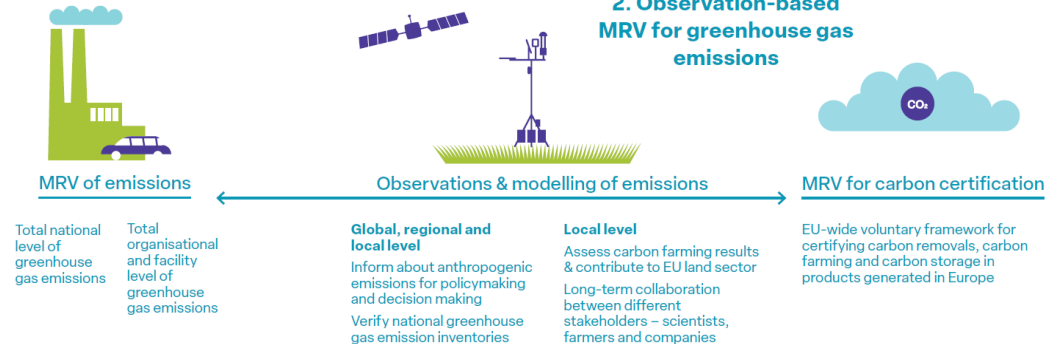 2. Observation-based
MRV for greenhouse gas
emissions
CO₂
MRV of emissions
Observations & modelling of emissions
MRV for carbon certification
Total national
level of
greenhouse
gas emissions
Total
organisational
and facility
level of
greenhouse
gas emissions
Global, regional and
local level
Inform about anthropogenic
emissions for policymaking
and decision making
Verify national greenhouse
gas emission inventories
Local level
Assess carbon farming results
& contribute to EU land sector
Long-term collaboration
between different
stakeholders – scientists,
farmers and companies
EU-wide voluntary framework for
certifying carbon removals, carbon
farming and carbon storage in
products generated in Europe